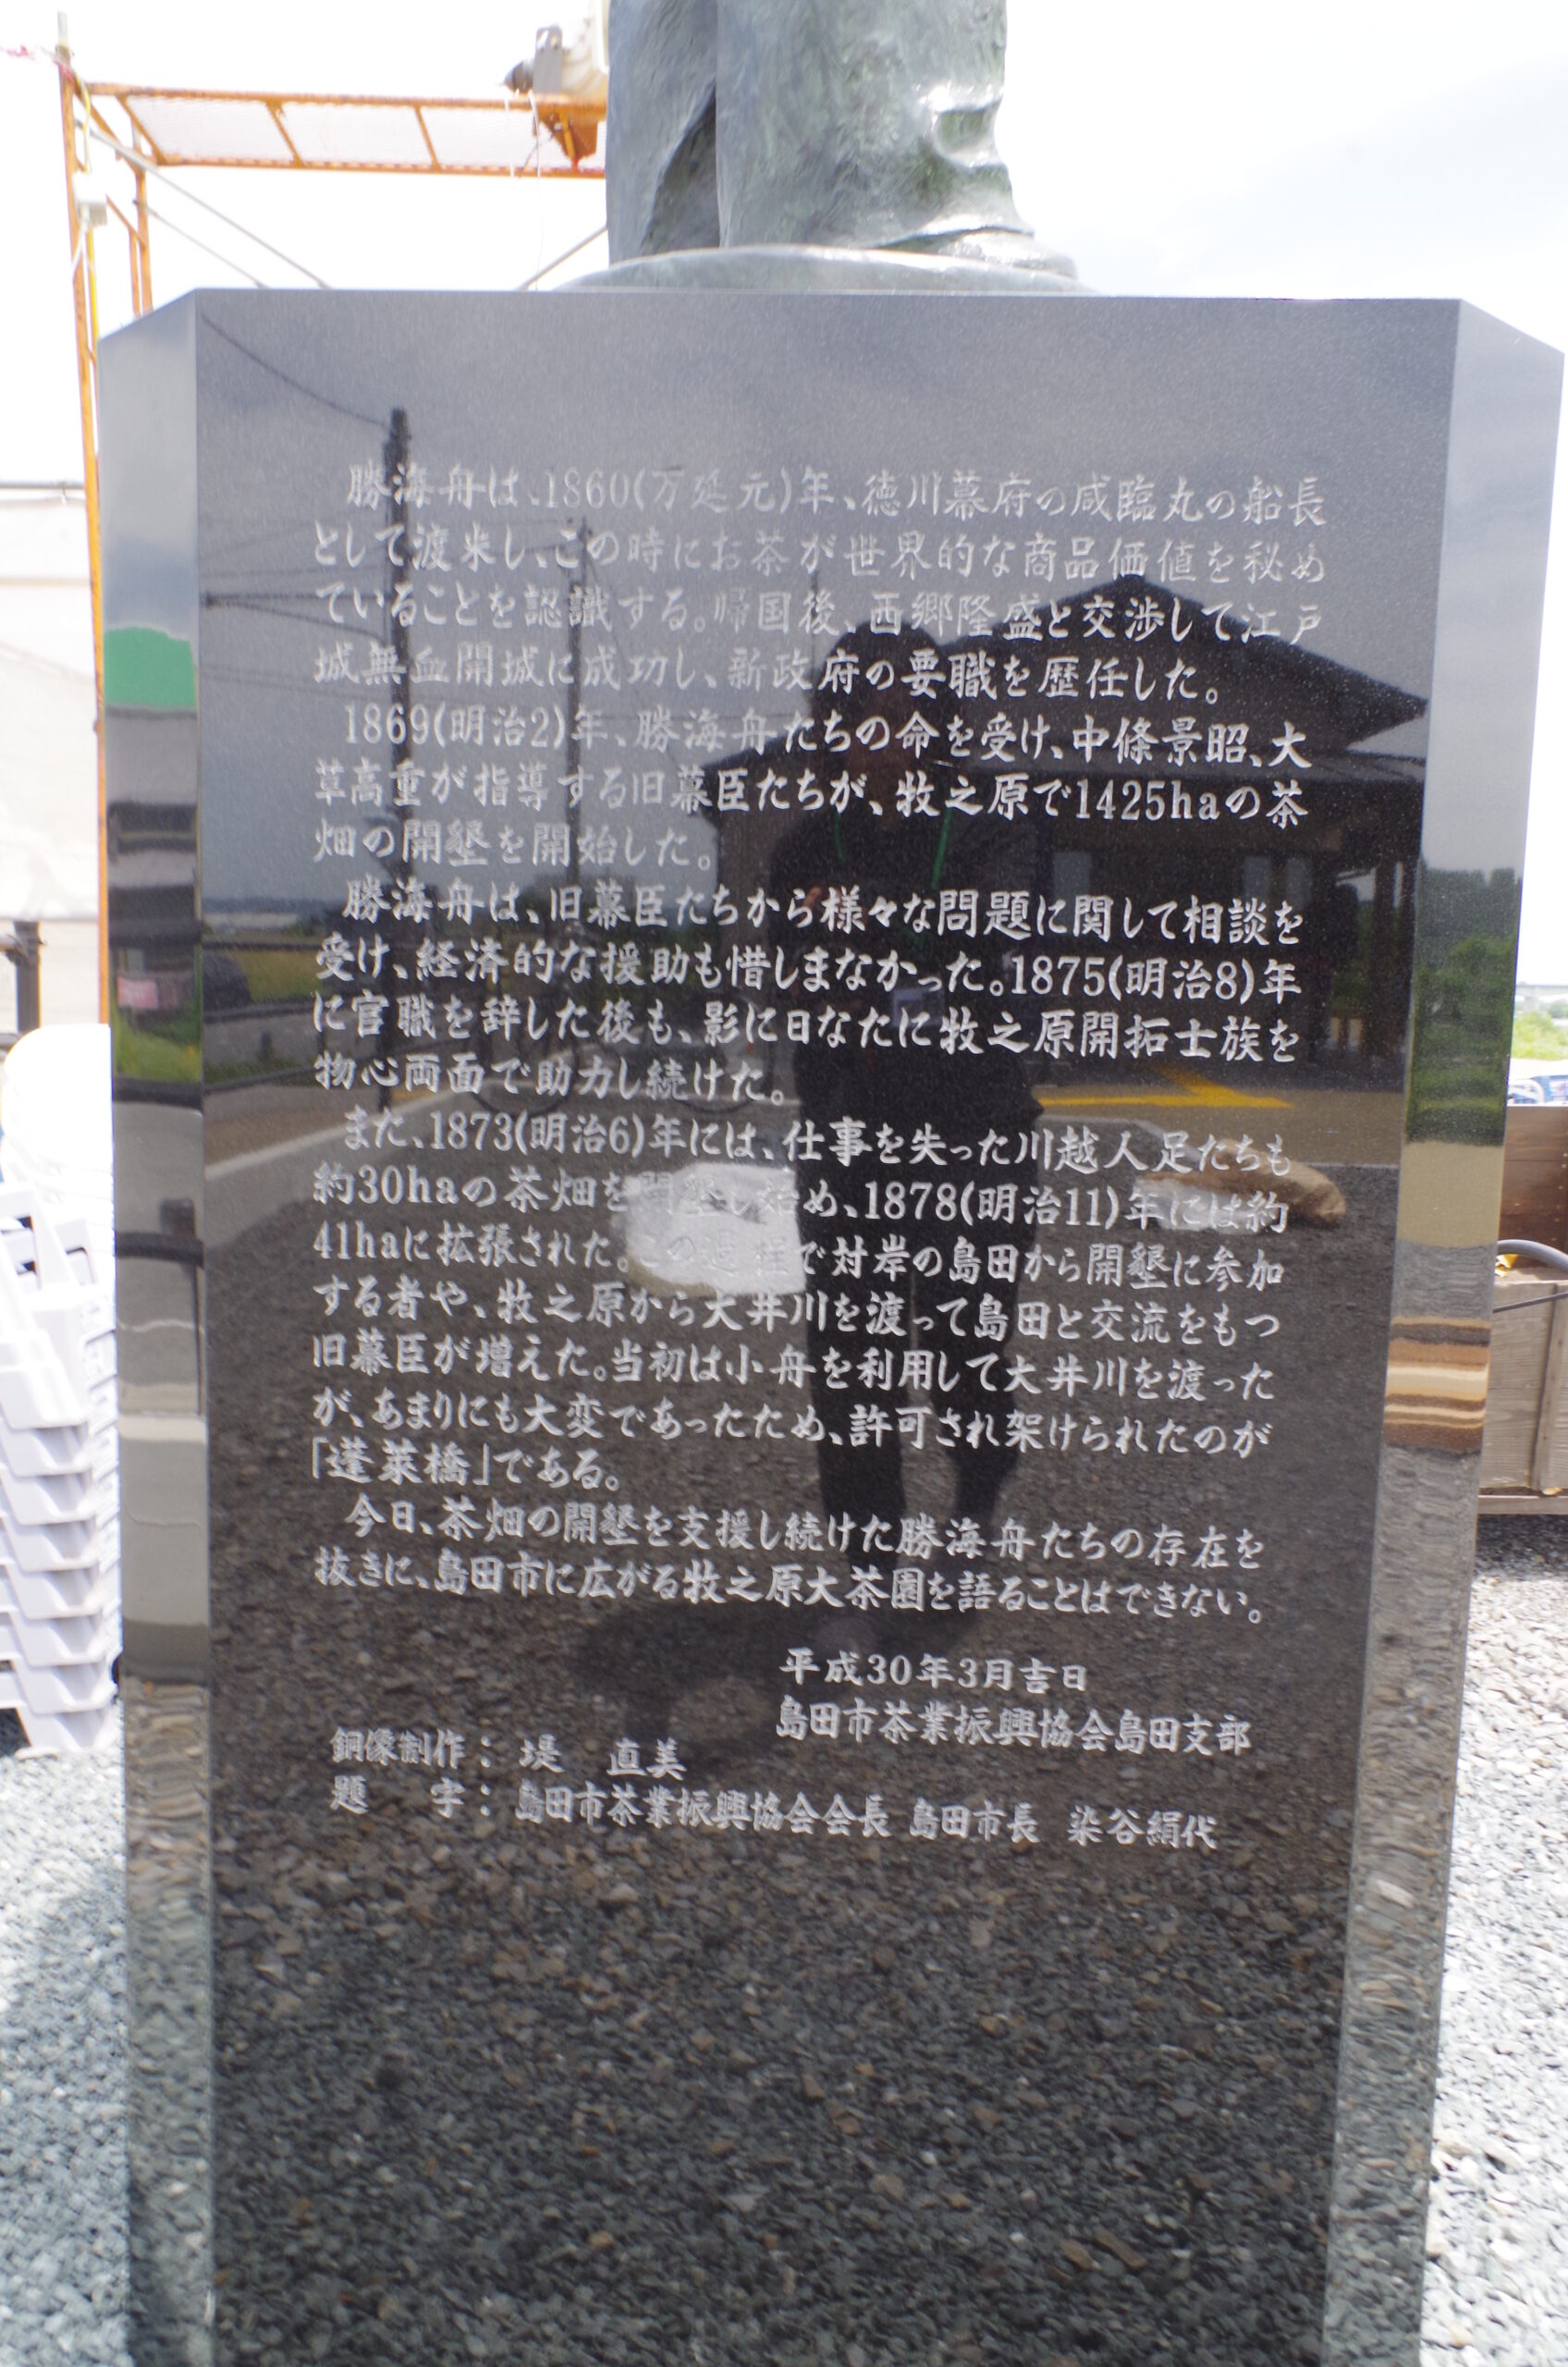 勝海舟は、1860(万延元)年、徳川幕府の咸臨丸の船長
として渡米し、この時にお茶が世界的な商品価値を秘め
ていることを認識する。帰国後、西郷隆盛と交渉して江戸
城無血開城に成功し、新政府の要職を歴任した。
1869(明治2)年、勝海舟たちの命を受け、中條景昭、大
草高重が指導する旧幕臣たちが、牧之原で1425haの茶
畑の開墾を開始した。
勝海舟は、旧幕臣たちから様々な問題に関して相談を
受け、経済的な援助も惜しまなかった。1875(明治8)年
に官職を辞した後も、影に日なたに牧之原開拓士族を
物心両面で助力し続けた。
また、1873(明治6)年には、仕事を失った川越人足たちも
約30haの茶畑を開墾し始め、1878(明治11)年には約
41haに拡張された。この過程で対岸の島田から開墾に参加
する者や、牧之原から大井川を渡って島田と交流をもつ
旧幕臣が増えた。当初は小舟を利用して大井川を渡った
が、あまりにも大変であったため、許可され架けられたのが
「蓬萊橋」である。
今日、茶畑の開墾を支援し続けた勝海舟たちの存在を
抜きに、島田市に広がる牧之原大茶園を語ることはできない。
平成30年3月吉日
島田市茶業振興協会島田支部
銅像制作：堤　直美
題　字：島田市茶業振興協会会長 島田市長 染谷絹代